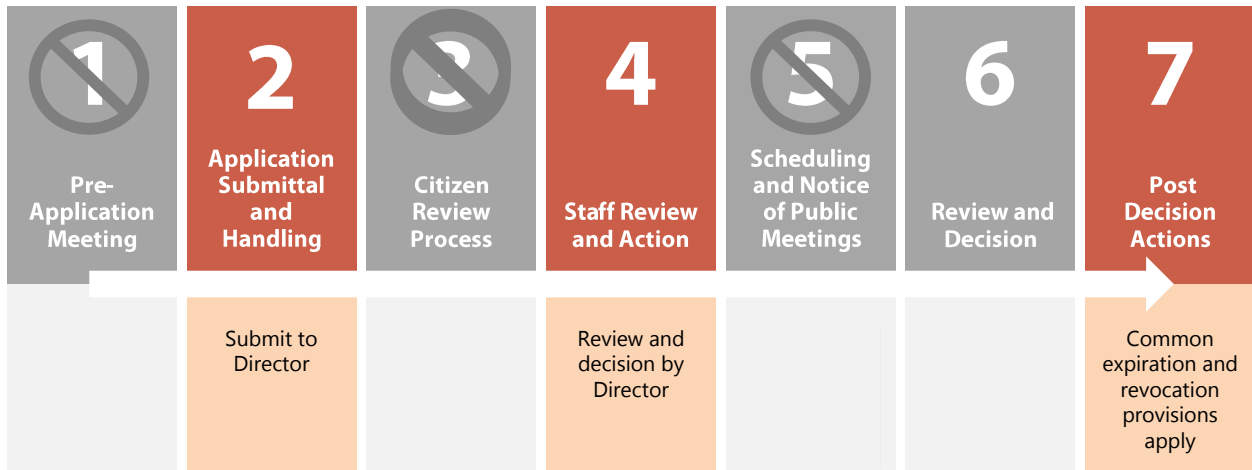 1
Pre-
Application
Meeting
2
Application
Submittal
and
Handling
3
Citizen
Review
Process
4
Staff Review
and Action
5
Scheduling
and Notice
of Public
Meetings
6
Review and
Decision
7
Post
Decision
Actions
Submit to
Director
Review and
decision by
Director
Common
expiration and
revocation
provisions
apply